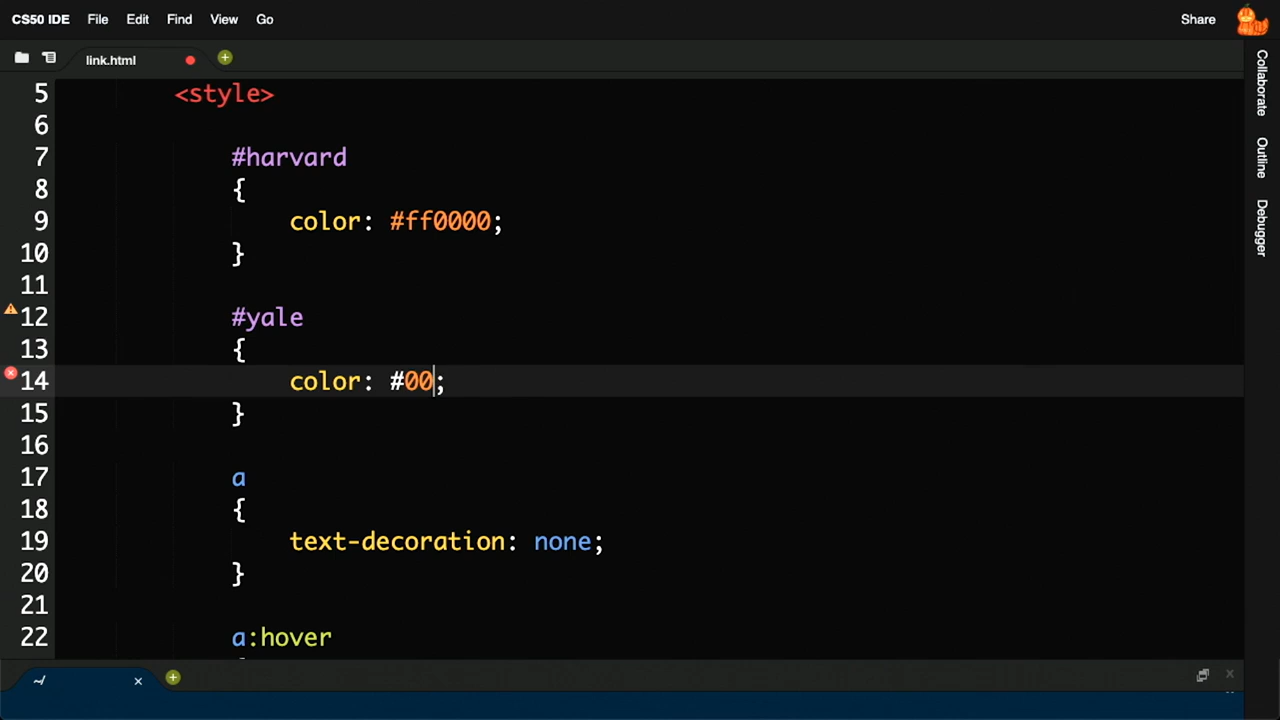 CS50 IDE File Edit Find View Go Share
link.html
5 <style>
6
7 #harvard
8 {
9 color: #ff0000;
10 }
11
12 #yale
13 {
14 color: #00;
15 }
16
17 a
18 {
19 text-decoration: none;
20 }
21
22 a:hover
~/
Collaborate
Outline
Debugger